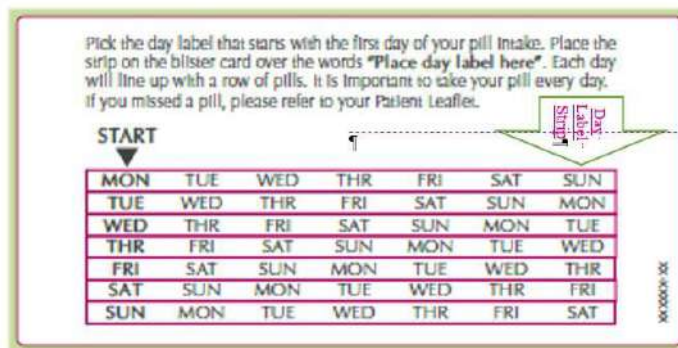 Pick the day label that starts with the first day of your pill intake. Place the
strip on the blister card over the words "Place day label here". Each day
will line up with a row of pills. It is important to take your pill every day.
If you missed a pill, please refer to your Patient Leaflet.
START
Day
Label
Strip¶
¶
MON TUE WED THR FRI SAT SUN
TUE WED THR FRI SAT SUN MON
WED THR FRI SAT SUN MON TUE
THR FRI SAT SUN MON TUE WED
FRI SAT SUN MON TUE WED THR
SAT SUN MON TUE WED THR FRI
SUN MON TUE WED THR FRI SAT